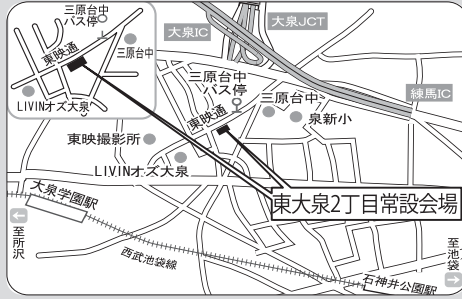 三原台中
バス停
三原台中
東映通
LIVINオズ大泉
大泉IC
大泉JCT
練馬IC
三原台中
バス停
三原台中
東映通
泉新小
東映撮影所
LIVINオズ大泉
東大泉2丁目常設会場
大泉学園駅
至所沢
西武池袋線
至池袋
石神井公園駅